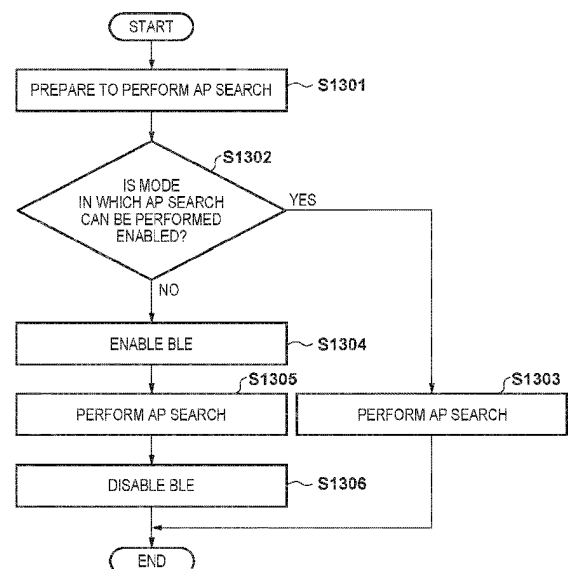 START
PREPARE TO PERFORM AP SEARCH
S1301
S1302
IS MODE
IN WHICH AP SEARCH
CAN BE PERFORMED
ENABLED?
YES
NO
ENABLE BLE
S1304
S1305
PERFORM AP SEARCH
S1303
PERFORM AP SEARCH
DISABLE BLE
S1306
END